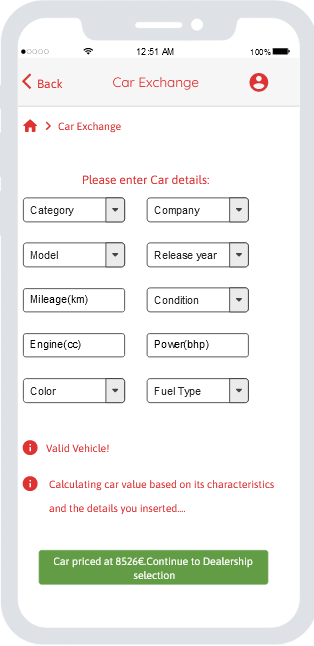 12:51 AM
100%
Back
Car Exchange
Car Exchange
Please enter Car details:
Category
Company
Model
Release year
Mileage(km)
Condition
Engine(cc)
Power(bhp)
Color
Fuel Type
Valid Vehicle!
Calculating car value based on its characteristics
and the details you inserted....
Car priced at 8526€.Continue to Dealership
selection